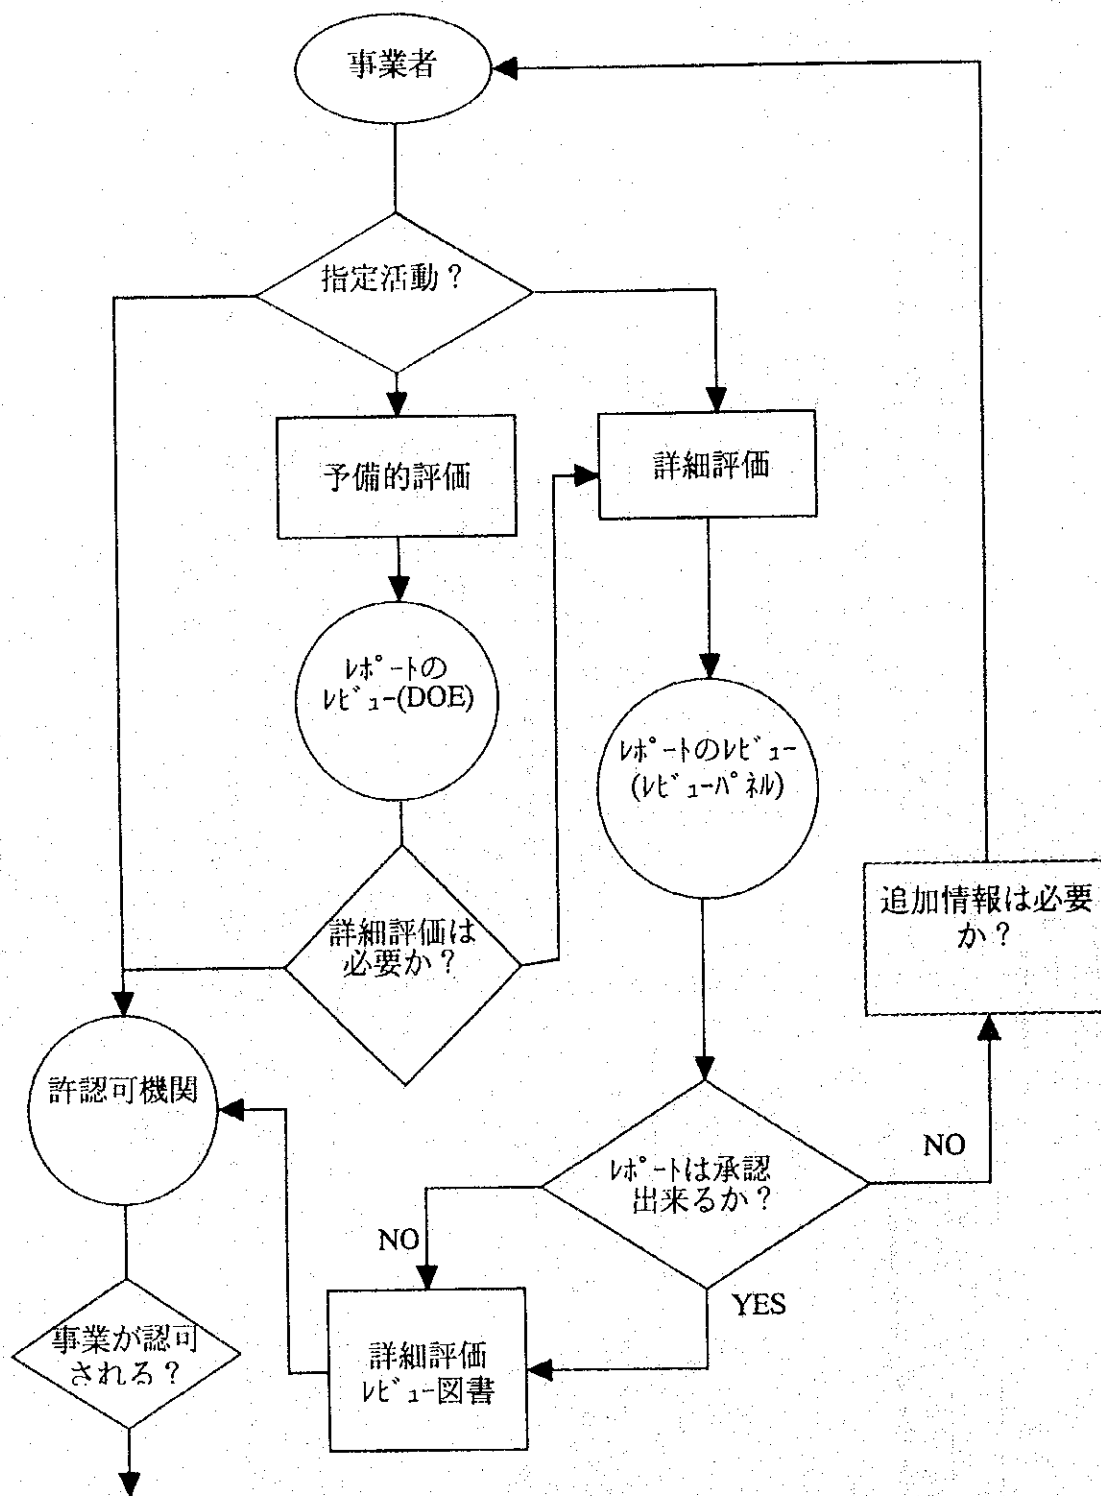 事業者
指定活動?
予備的評価
詳細評価
レポートの
レビュー(DOE)
レポートのレビュー
(レビューパネル)
追加情報は必要
か?
詳細評価は
必要か?
許認可機関
NO
レポートは承認
出来るか?
NO
YES
事業が認可
される?
詳細評価
レビュー図書